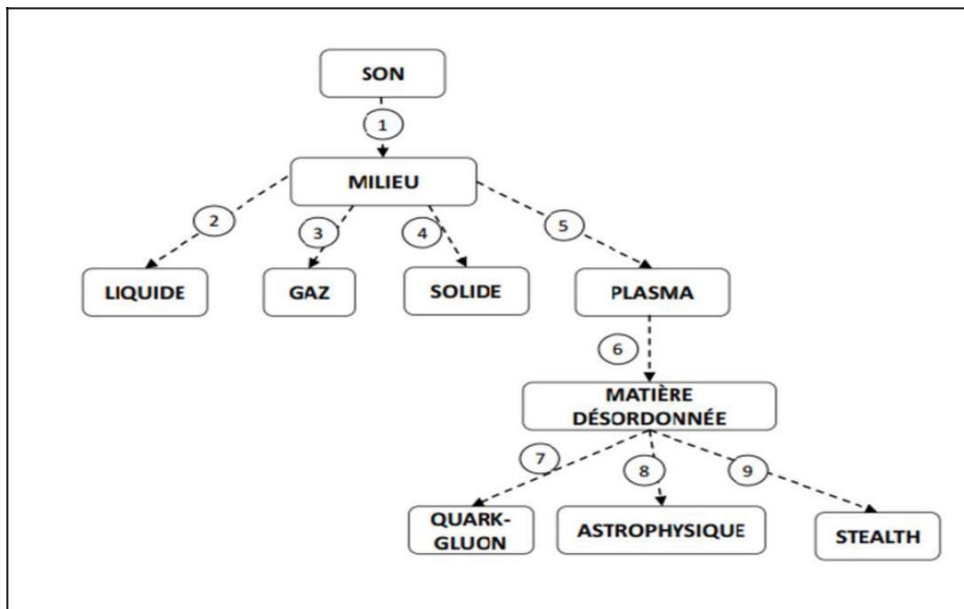 SON
1
MILIEU
2
3
4
5
LIQUIDE
GAZ
SOLIDE
PLASMA
6
MATIÈRE
DÉSORDONNÉE
7
8
9
QUARK-
GLUON
ASTROPHYSIQUE
STEALTH